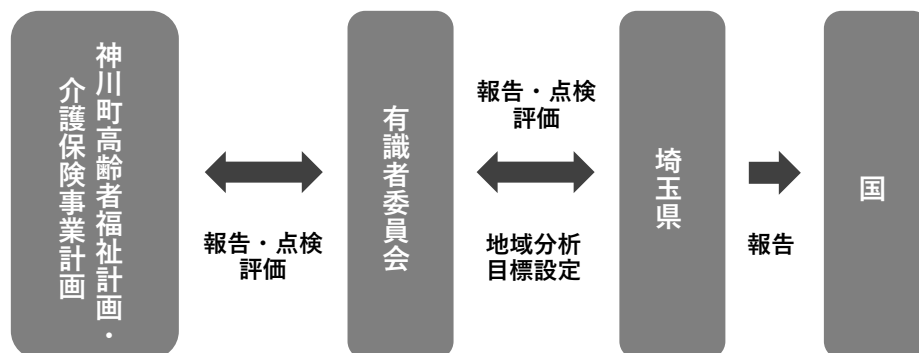 神川町高齢者福祉計画・
介護保険事業計画
報告・点検
評価
有識者委員会
報告・点検
評価
地域分析
目標設定
埼玉県
報告
国